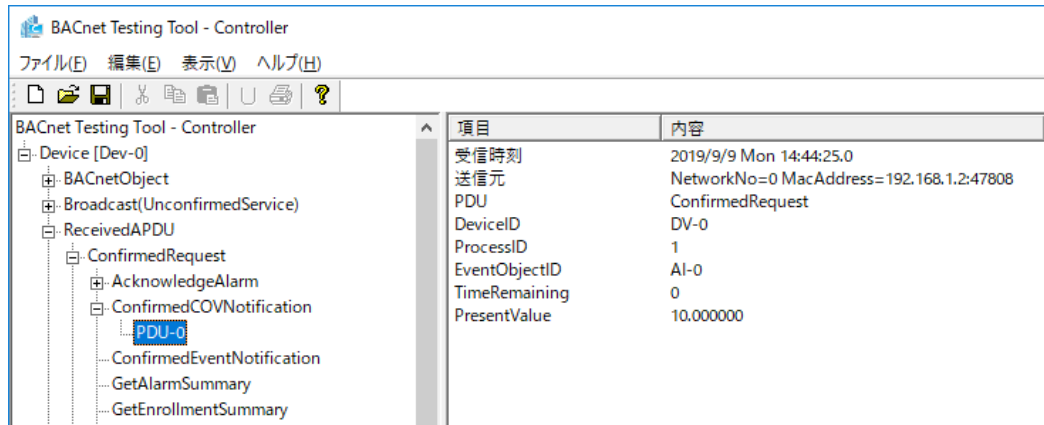 BACnet Testing Tool - Controller
ファイル(F) 編集(E) 表示(V) ヘルプ(H)
BACnet Testing Tool - Controller
Device [Dev-0]
BACnetObject
Broadcast(UnconfirmedService)
ReceivedAPDU
ConfirmedRequest
AcknowledgeAlarm
ConfirmedCOVNotification
PDU-0
ConfirmedEventNotification
GetAlarmSummary
GetEnrollmentSummary
項目 内容
受信時刻 2019/9/9 Mon 14:44:25.0
送信元 NetworkNo=0 MacAddress=192.168.1.2:47808
PDU ConfirmedRequest
DeviceID DV-0
ProcessID 1
EventObjectID AI-0
TimeRemaining 0
PresentValue 10.000000